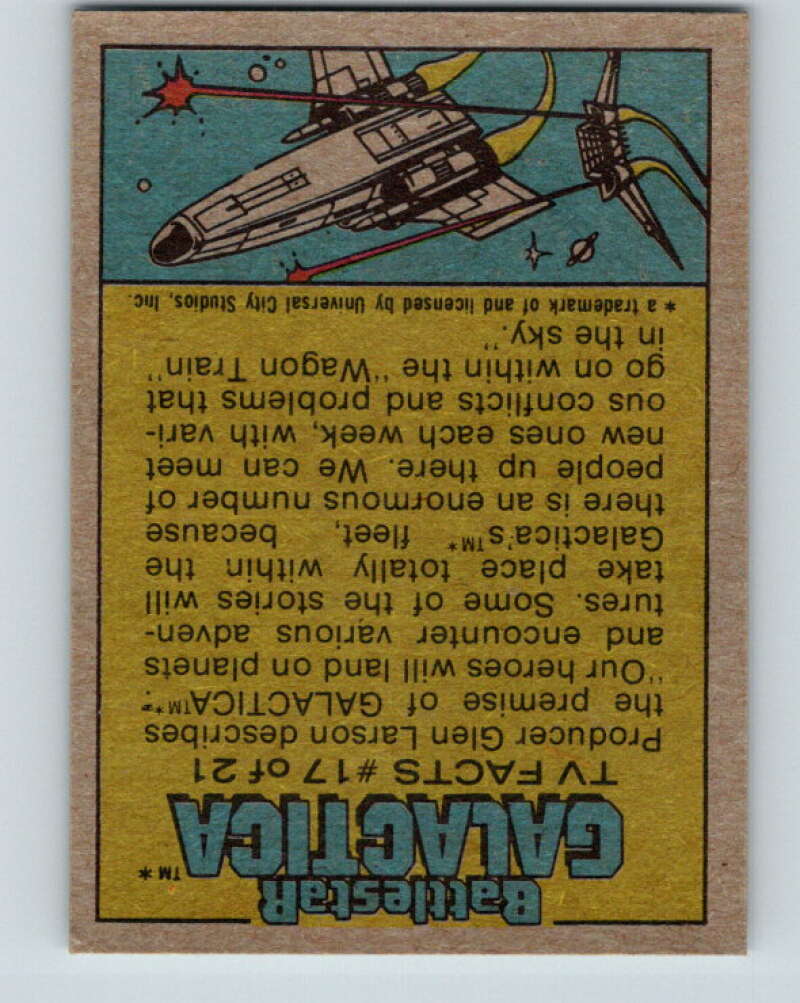 Battlestar
GALACTICA™*
TV FACTS #17 of 21
Producer Glen Larson describes
the premise of GALACTICA™*:
"Our heroes will land on planets
and encounter various adven-
tures. Some of the stories will
take place totally within the
Galactica's™* fleet, because
there is an enormous number of
people up there. We can meet
new ones each week, with vari-
ous conflicts and problems that
go on within the "Wagon Train"
in the sky."
* a trademark of and licensed by Universal City Studios, Inc.